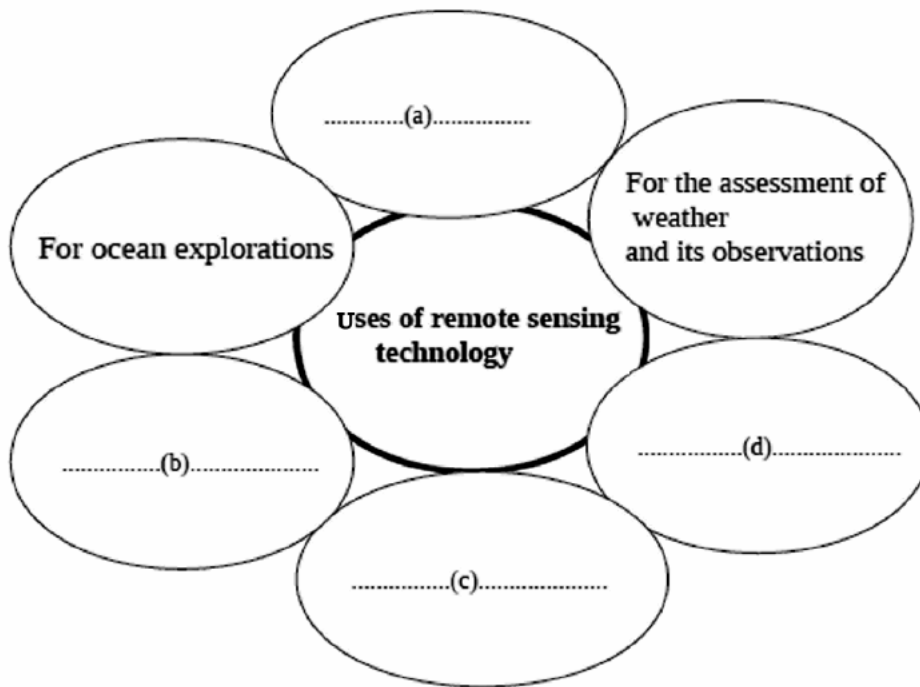 ............(a)...............
For the assessment of
weather
and its observations
For ocean explorations
Uses of remote sensing
technology
...............(b)....................
................(d)....................
...............(c)....................